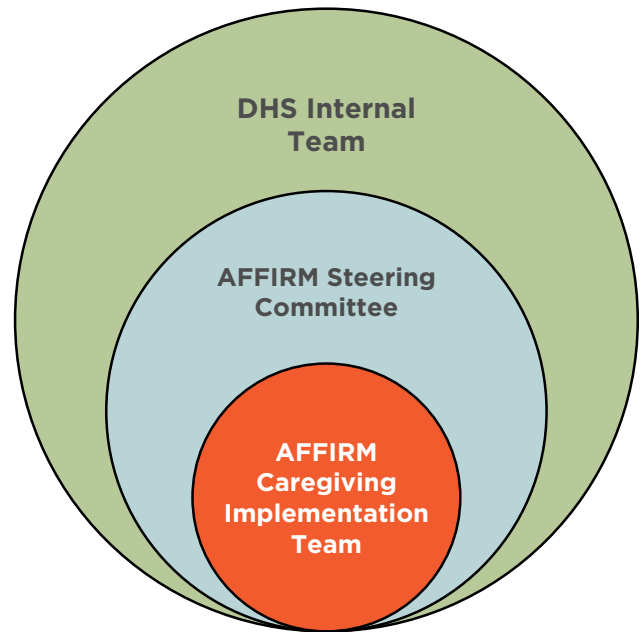 DHS Internal
Team
AFFIRM Steering
Committee
AFFIRM
Caregiving
Implementation
Team